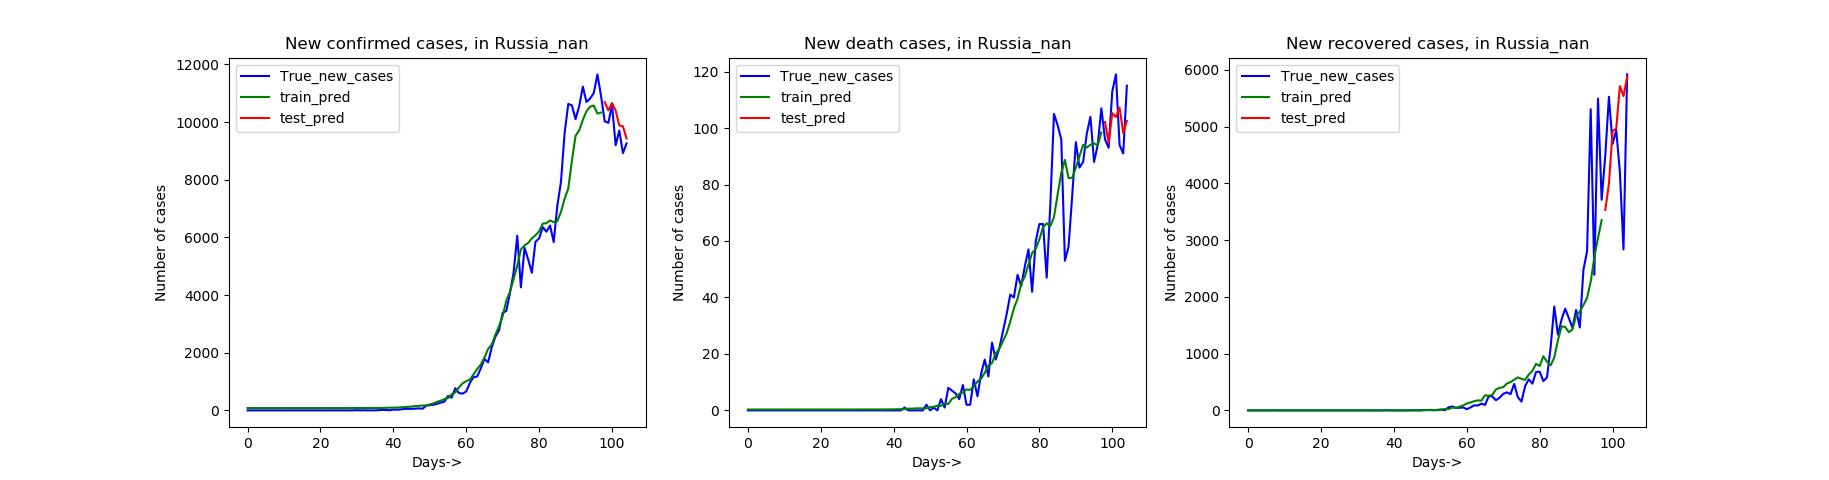 New confirmed cases, in Russia_nan
True_new_cases
train_pred
test_pred
12000
10000
8000
6000
4000
2000
0
Number of cases
0 20 40 60 80 100
Days->
New death cases, in Russia_nan
True_new_cases
train_pred
test_pred
120
100
80
60
40
20
0
Number of cases
0 20 40 60 80 100
Days->
New recovered cases, in Russia_nan
True_new_cases
train_pred
test_pred
6000
5000
4000
3000
2000
1000
0
Number of cases
0 20 40 60 80 100
Days->